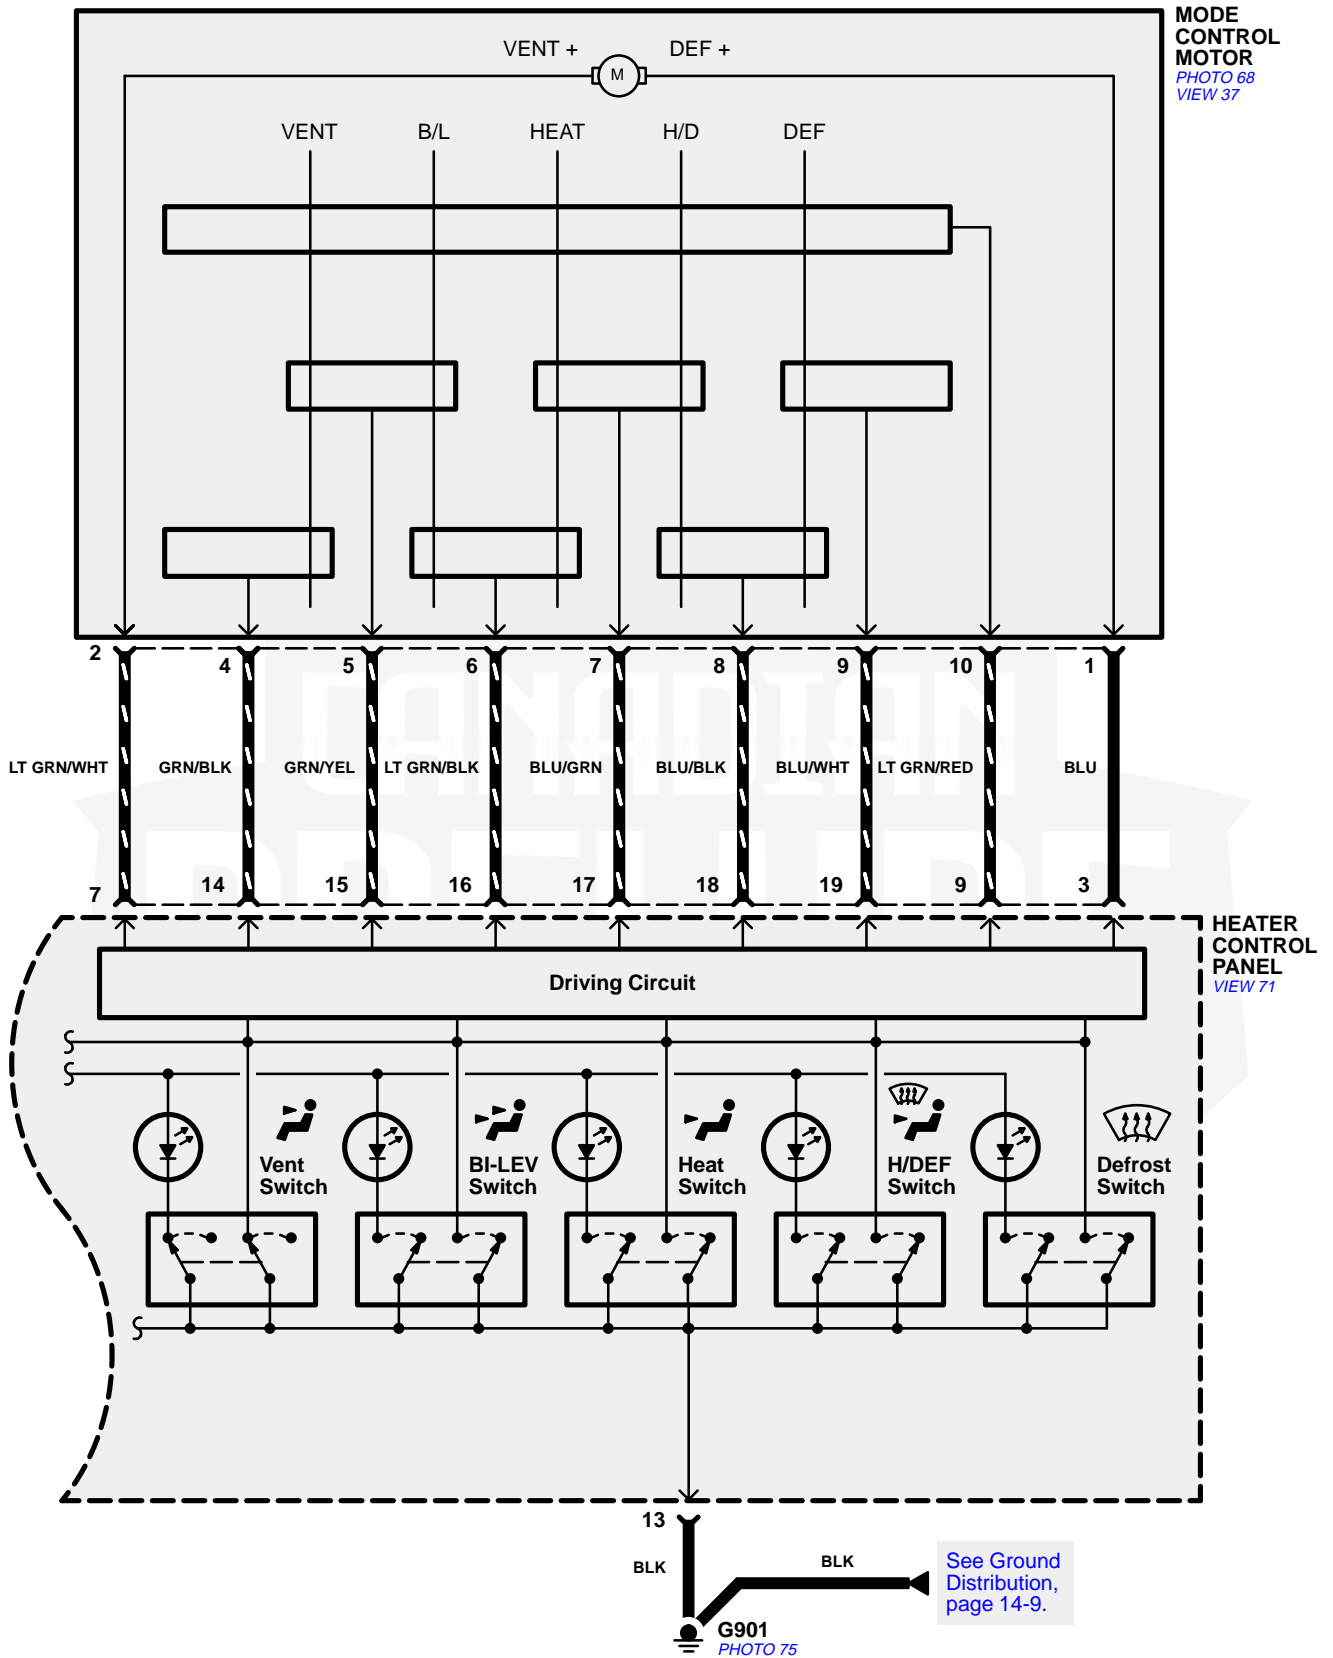 MODE
CONTROL
MOTOR
PHOTO 68
VIEW 37
VENT + DEF +
M
VENT B/L HEAT H/D DEF
2 4 5 6 7 8 9 10 1
CANADIAN
LT GRN/WHT GRN/BLK GRN/YEL LT GRN/BLK BLU/GRN BLU/BLK BLU/WHT LT GRN/RED BLU
PRELUDE
7 14 15 16 17 18 19 9 3
HEATER
CONTROL
PANEL
VIEW 71
Driving Circuit
Vent
Switch
BI-LEV
Switch
Heat
Switch
H/DEF
Switch
Defrost
Switch
13
BLK
BLK
See Ground
Distribution,
page 14-9.
G901
PHOTO 75